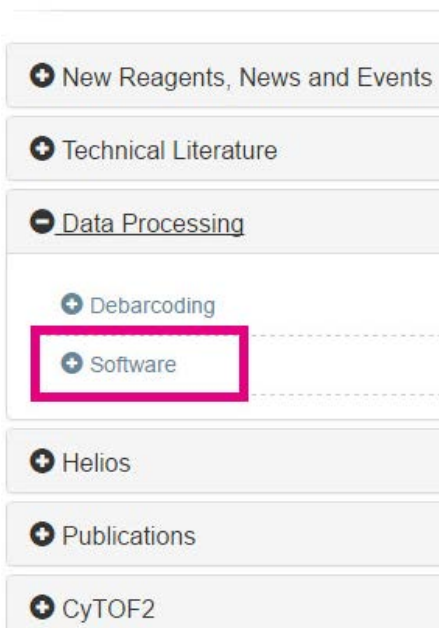 New Reagents, News and Events
Technical Literature
Data Processing
Debarcoding
Software
Helios
Publications
CyTOF2